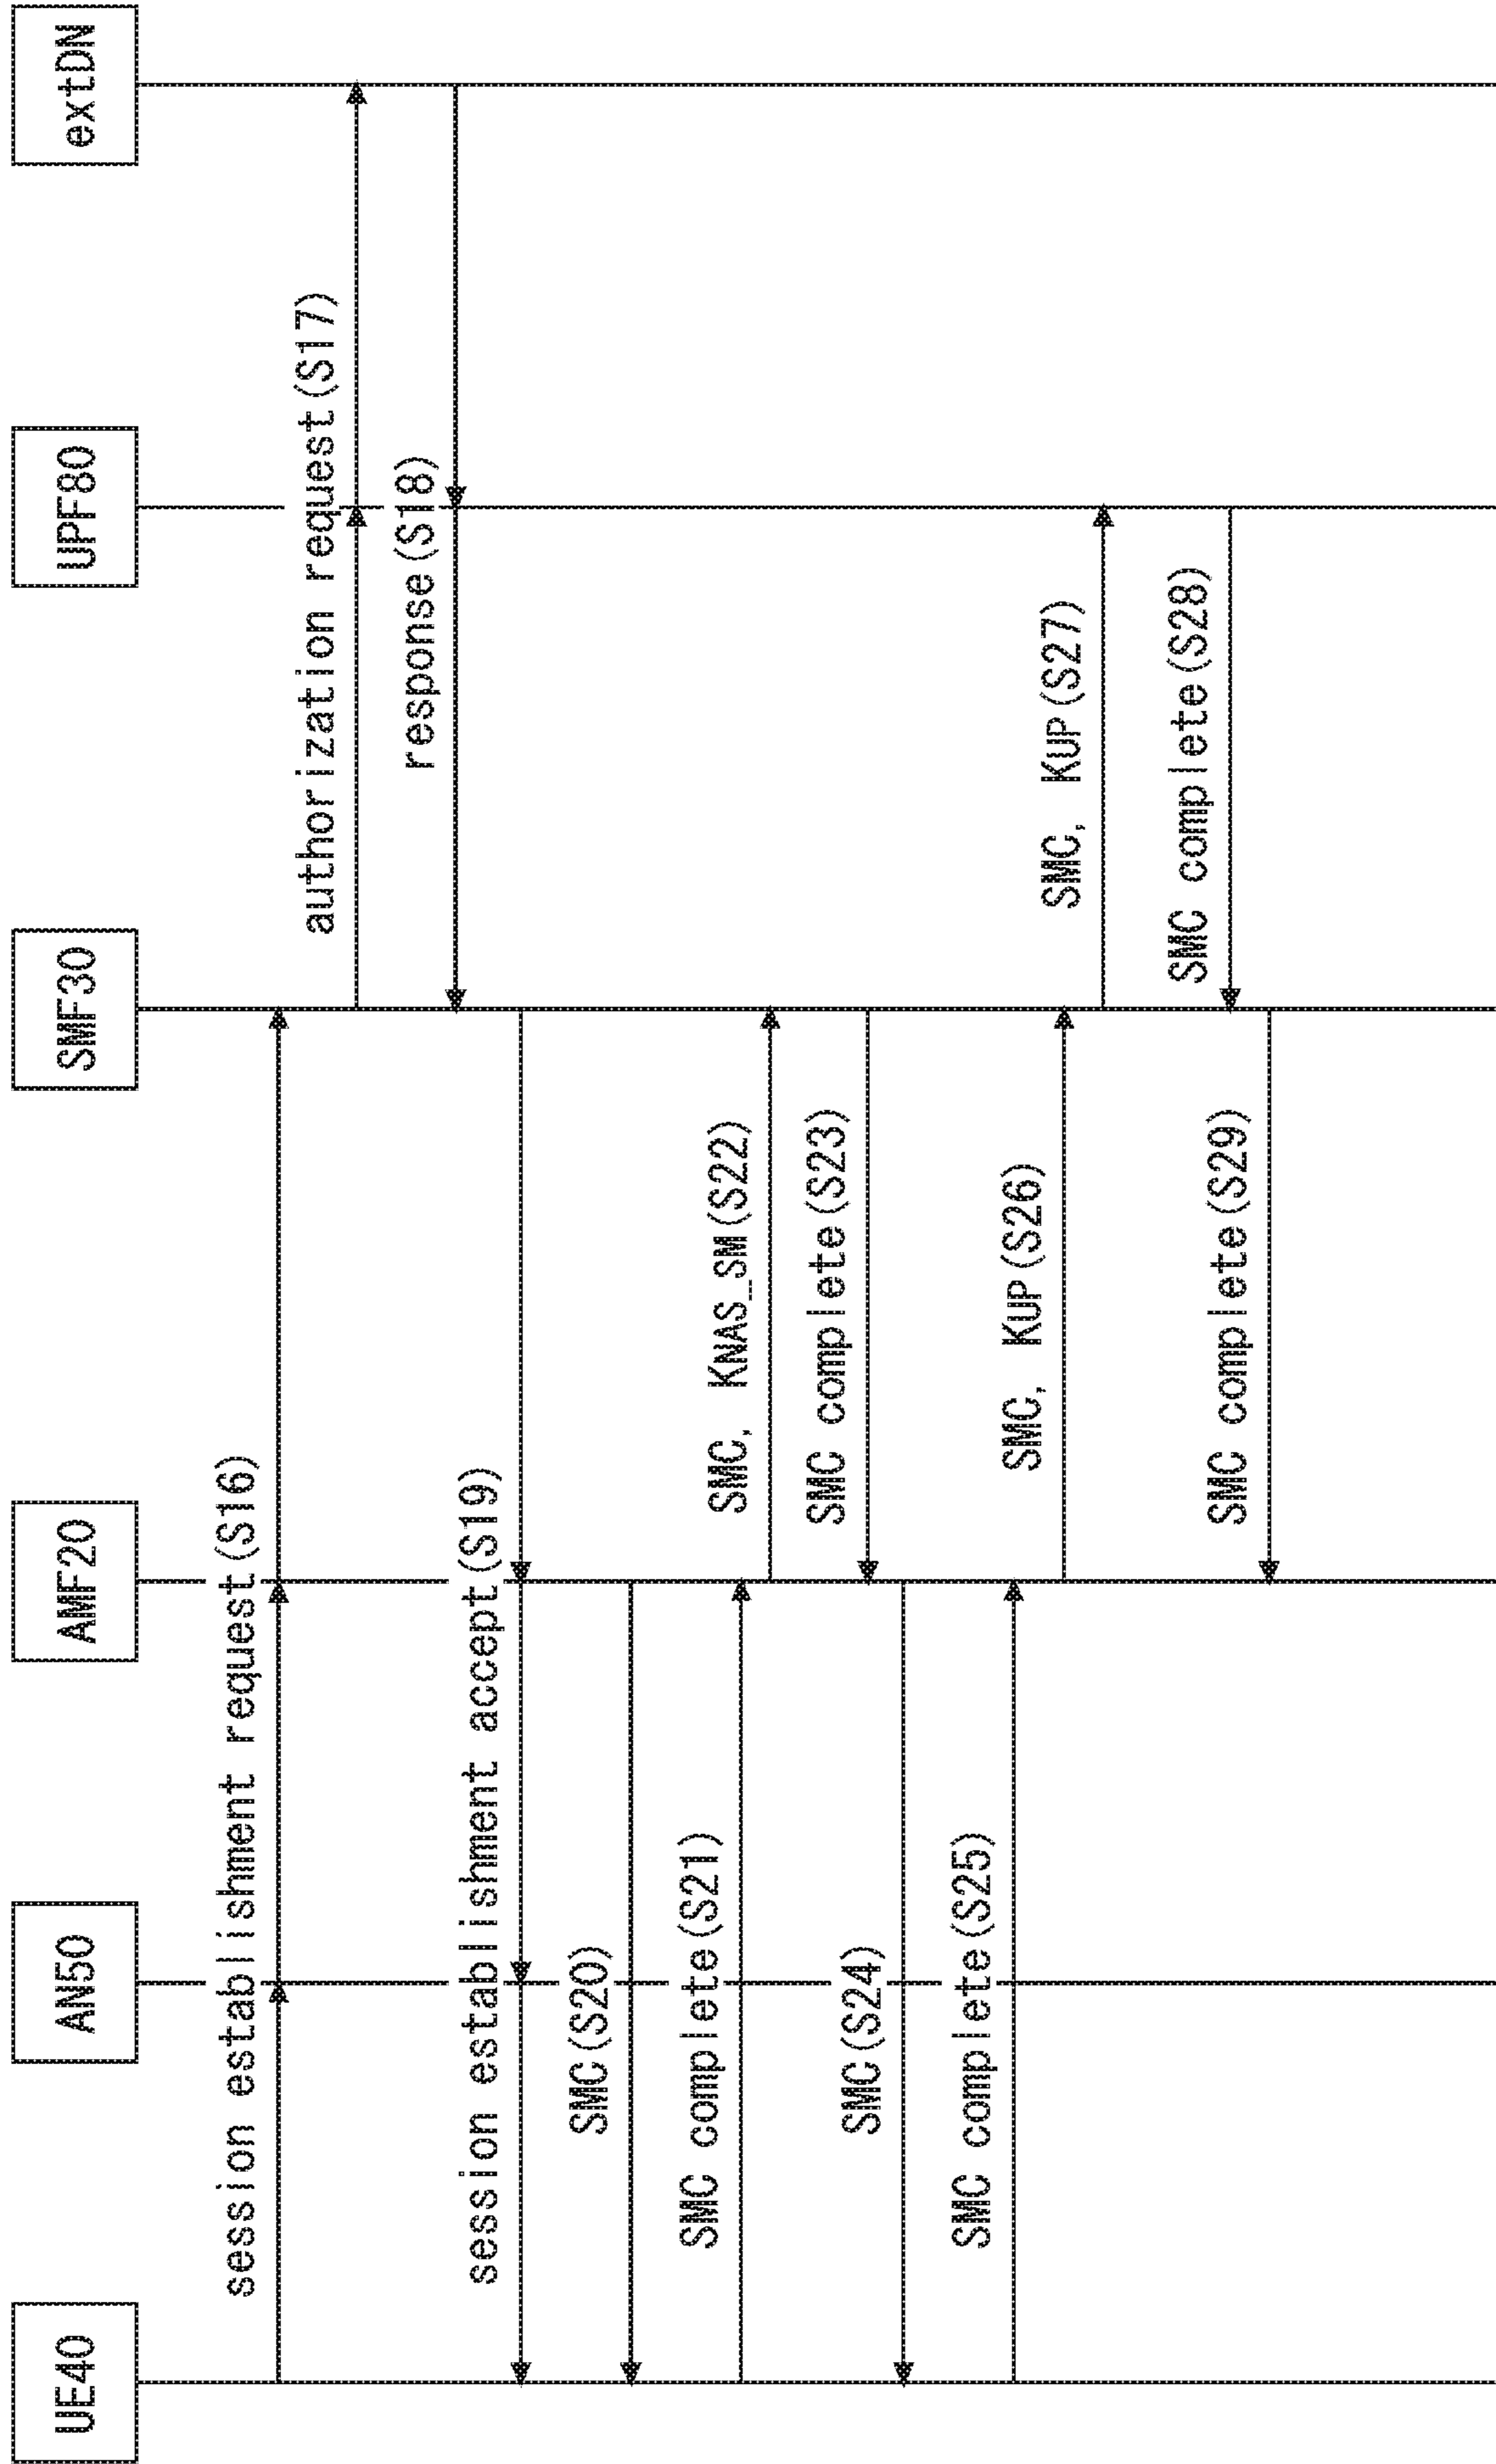 UE40
AN50
AMF20
SMF30
UPF80
extDN
session establishment request(S16)
authorization request(S17)
response(S18)
session establishment accept(S19)
SMC(S20)
SMC complete(S21)
SMC, KNAS_SM(S22)
SMC complete(S23)
SMC(S24)
SMC complete(S25)
SMC, KUP(S26)
SMC, KUP(S27)
SMC complete(S28)
SMC complete(S29)